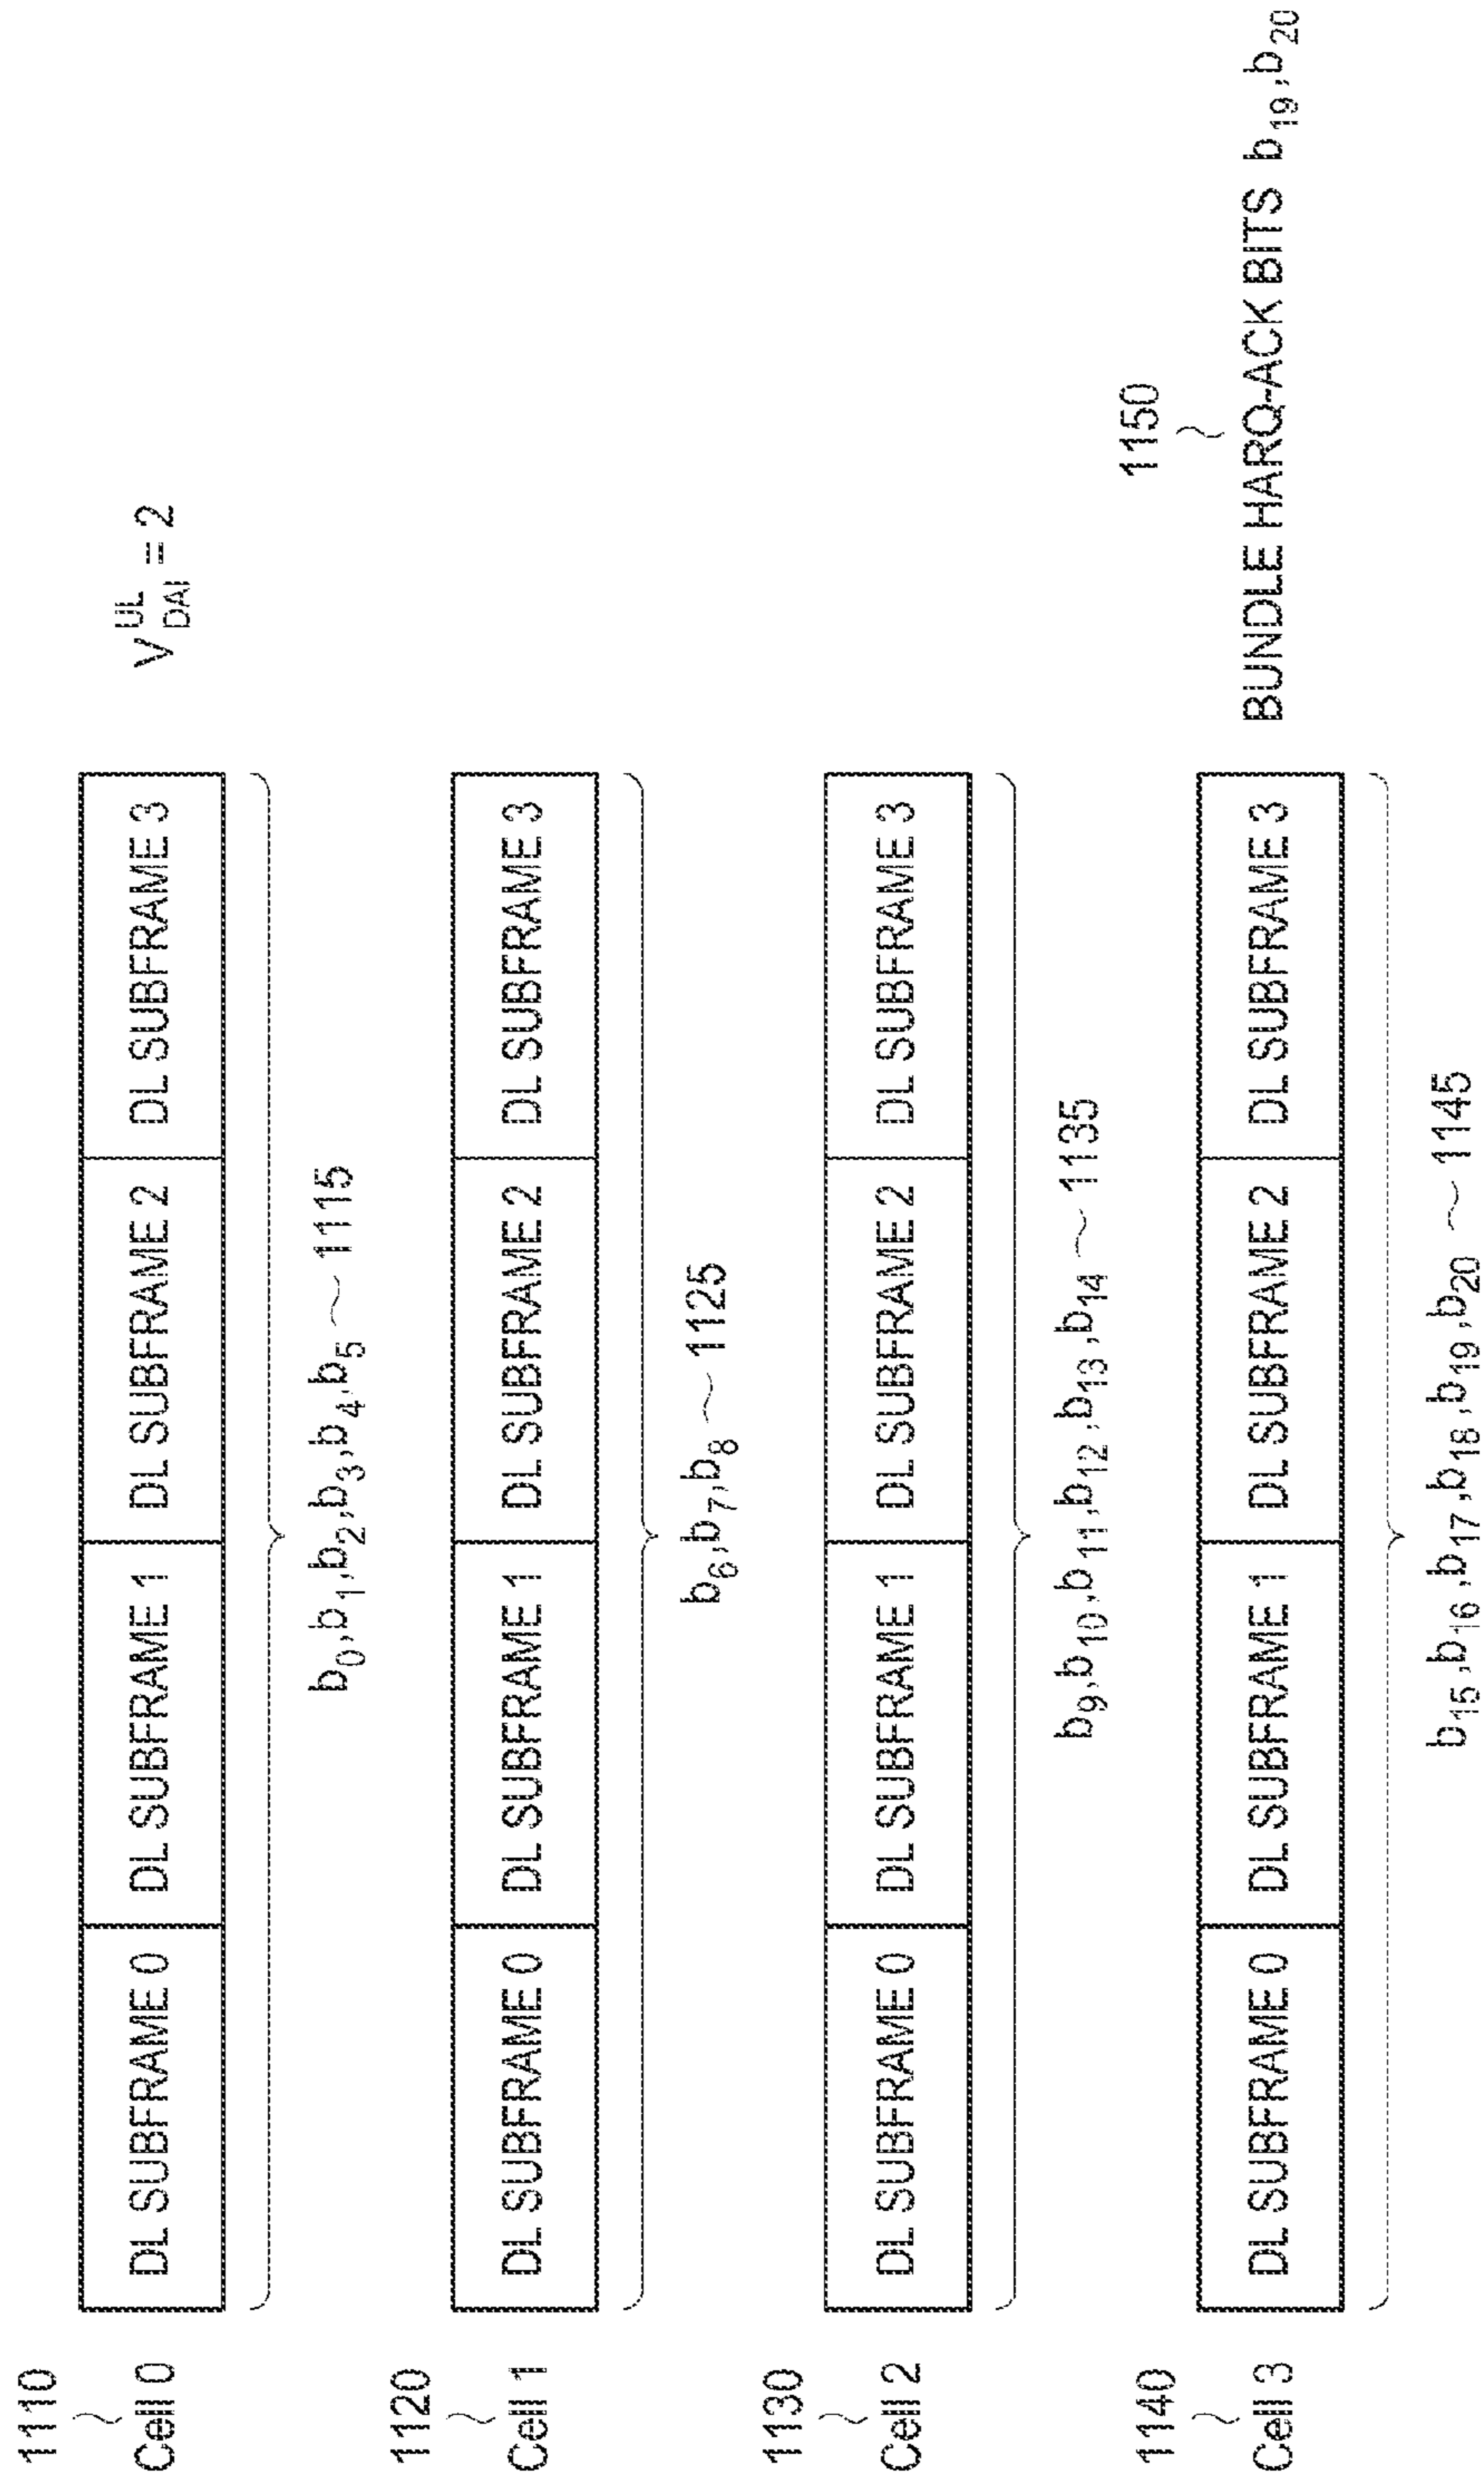 1110
Cell 0
DL SUBFRAME 0 DL SUBFRAME 1 DL SUBFRAME 2 DL SUBFRAME 3
V^UL_DAI = 2
b0,b1,b2,b3,b4,b5 ~ 1115
1120
Cell 1
DL SUBFRAME 0 DL SUBFRAME 1 DL SUBFRAME 2 DL SUBFRAME 3
b6,b7,b8 ~ 1125
1130
Cell 2
DL SUBFRAME 0 DL SUBFRAME 1 DL SUBFRAME 2 DL SUBFRAME 3
b9,b10,b11,b12,b13,b14 ~ 1135
1140
Cell 3
DL SUBFRAME 0 DL SUBFRAME 1 DL SUBFRAME 2 DL SUBFRAME 3
1150
BUNDLE HARQ-ACK BITS b19,b20
b15,b16,b17,b18,b19,b20 ~ 1145